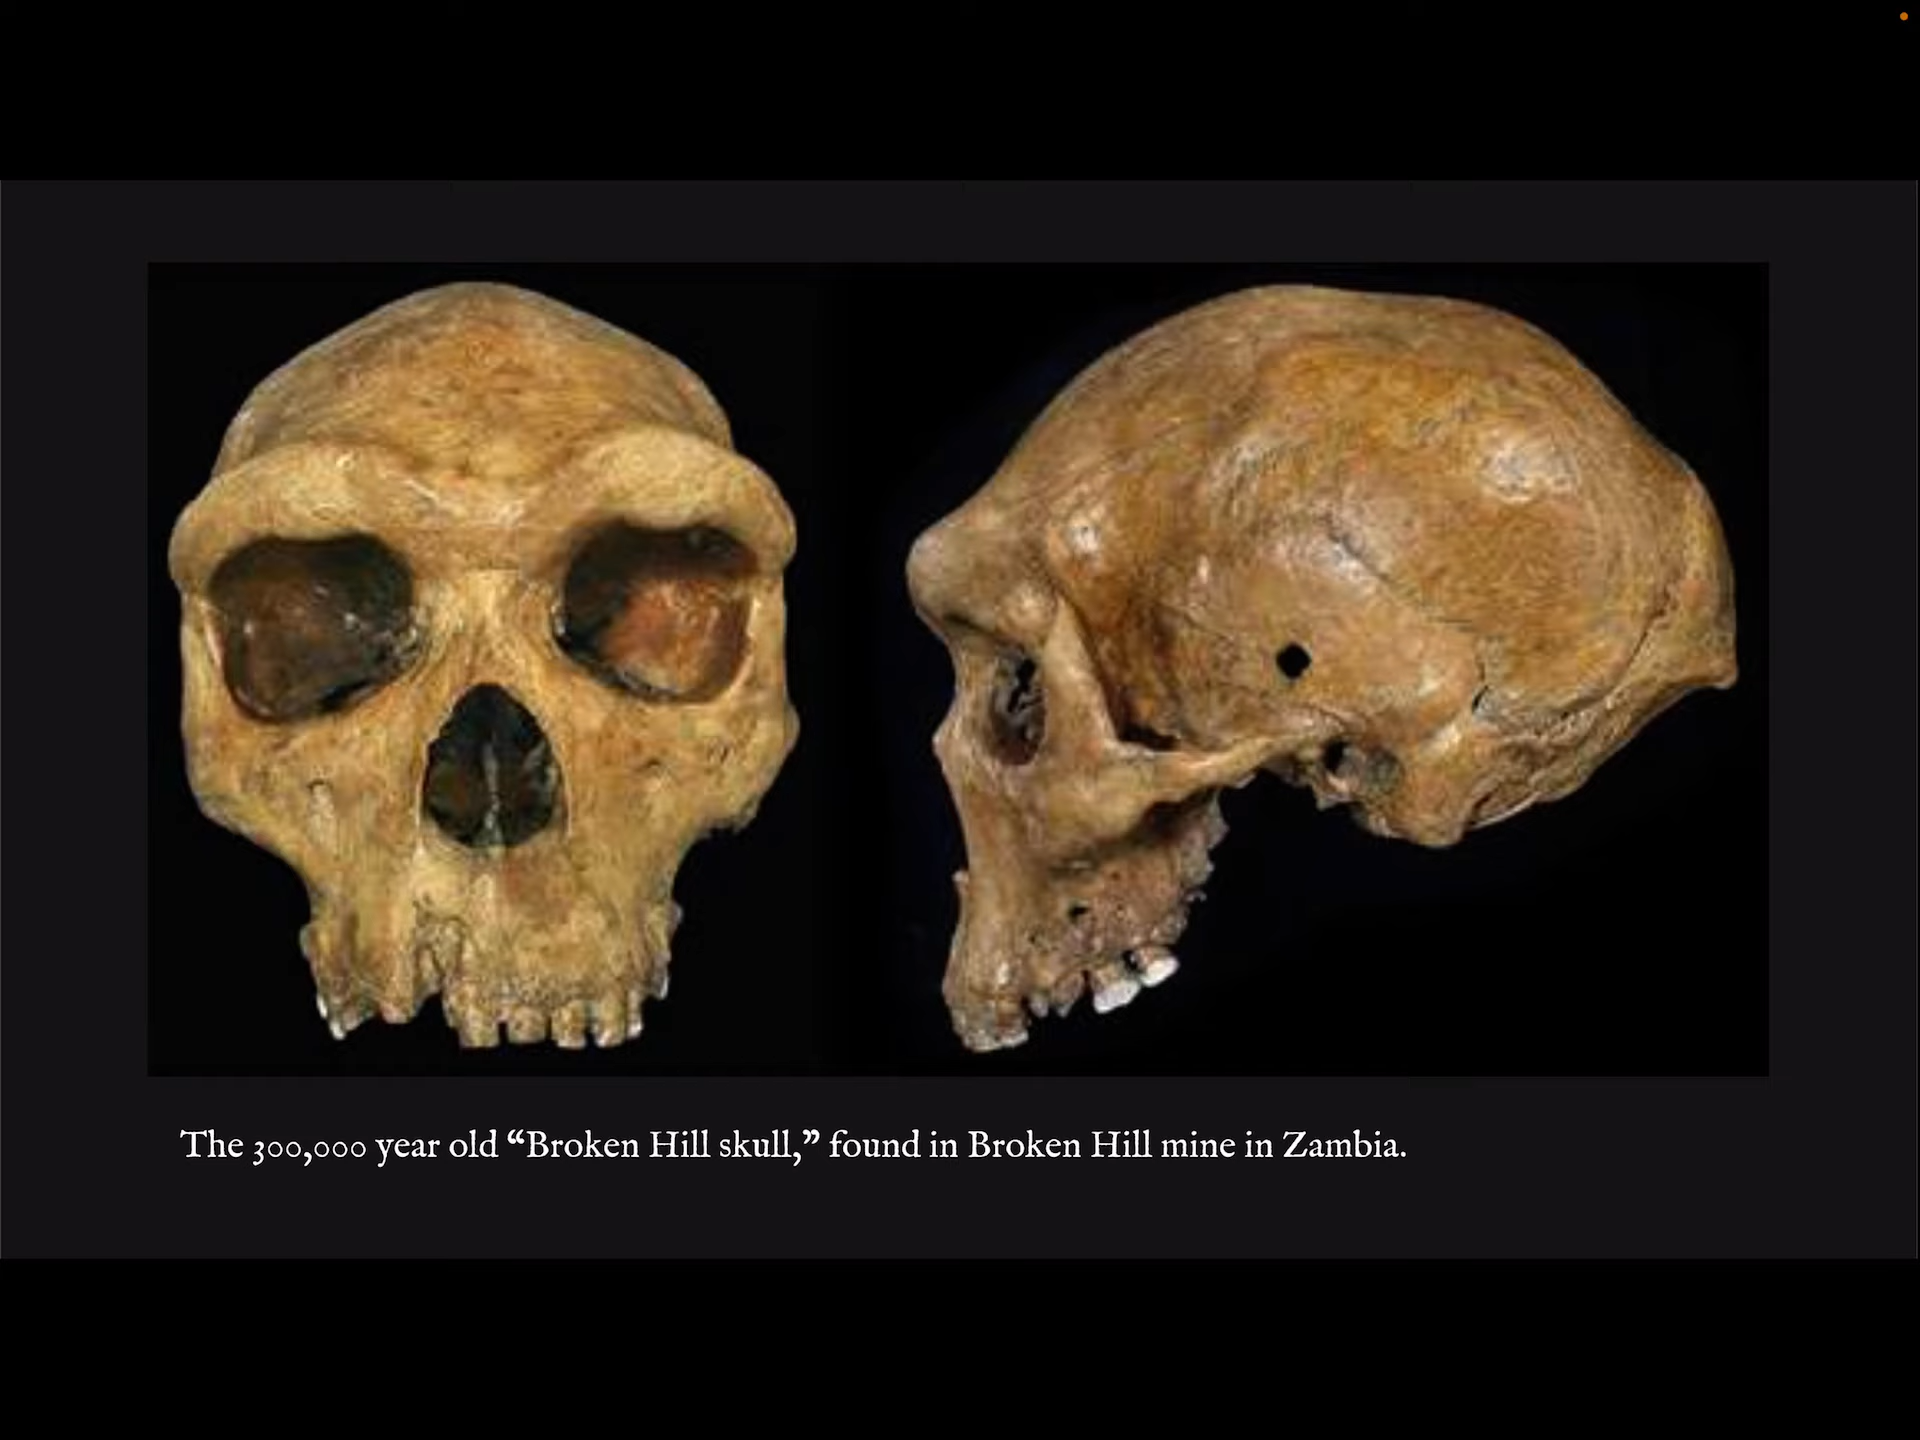 The 300,000 year old “Broken Hill skull,” found in Broken Hill mine in Zambia.